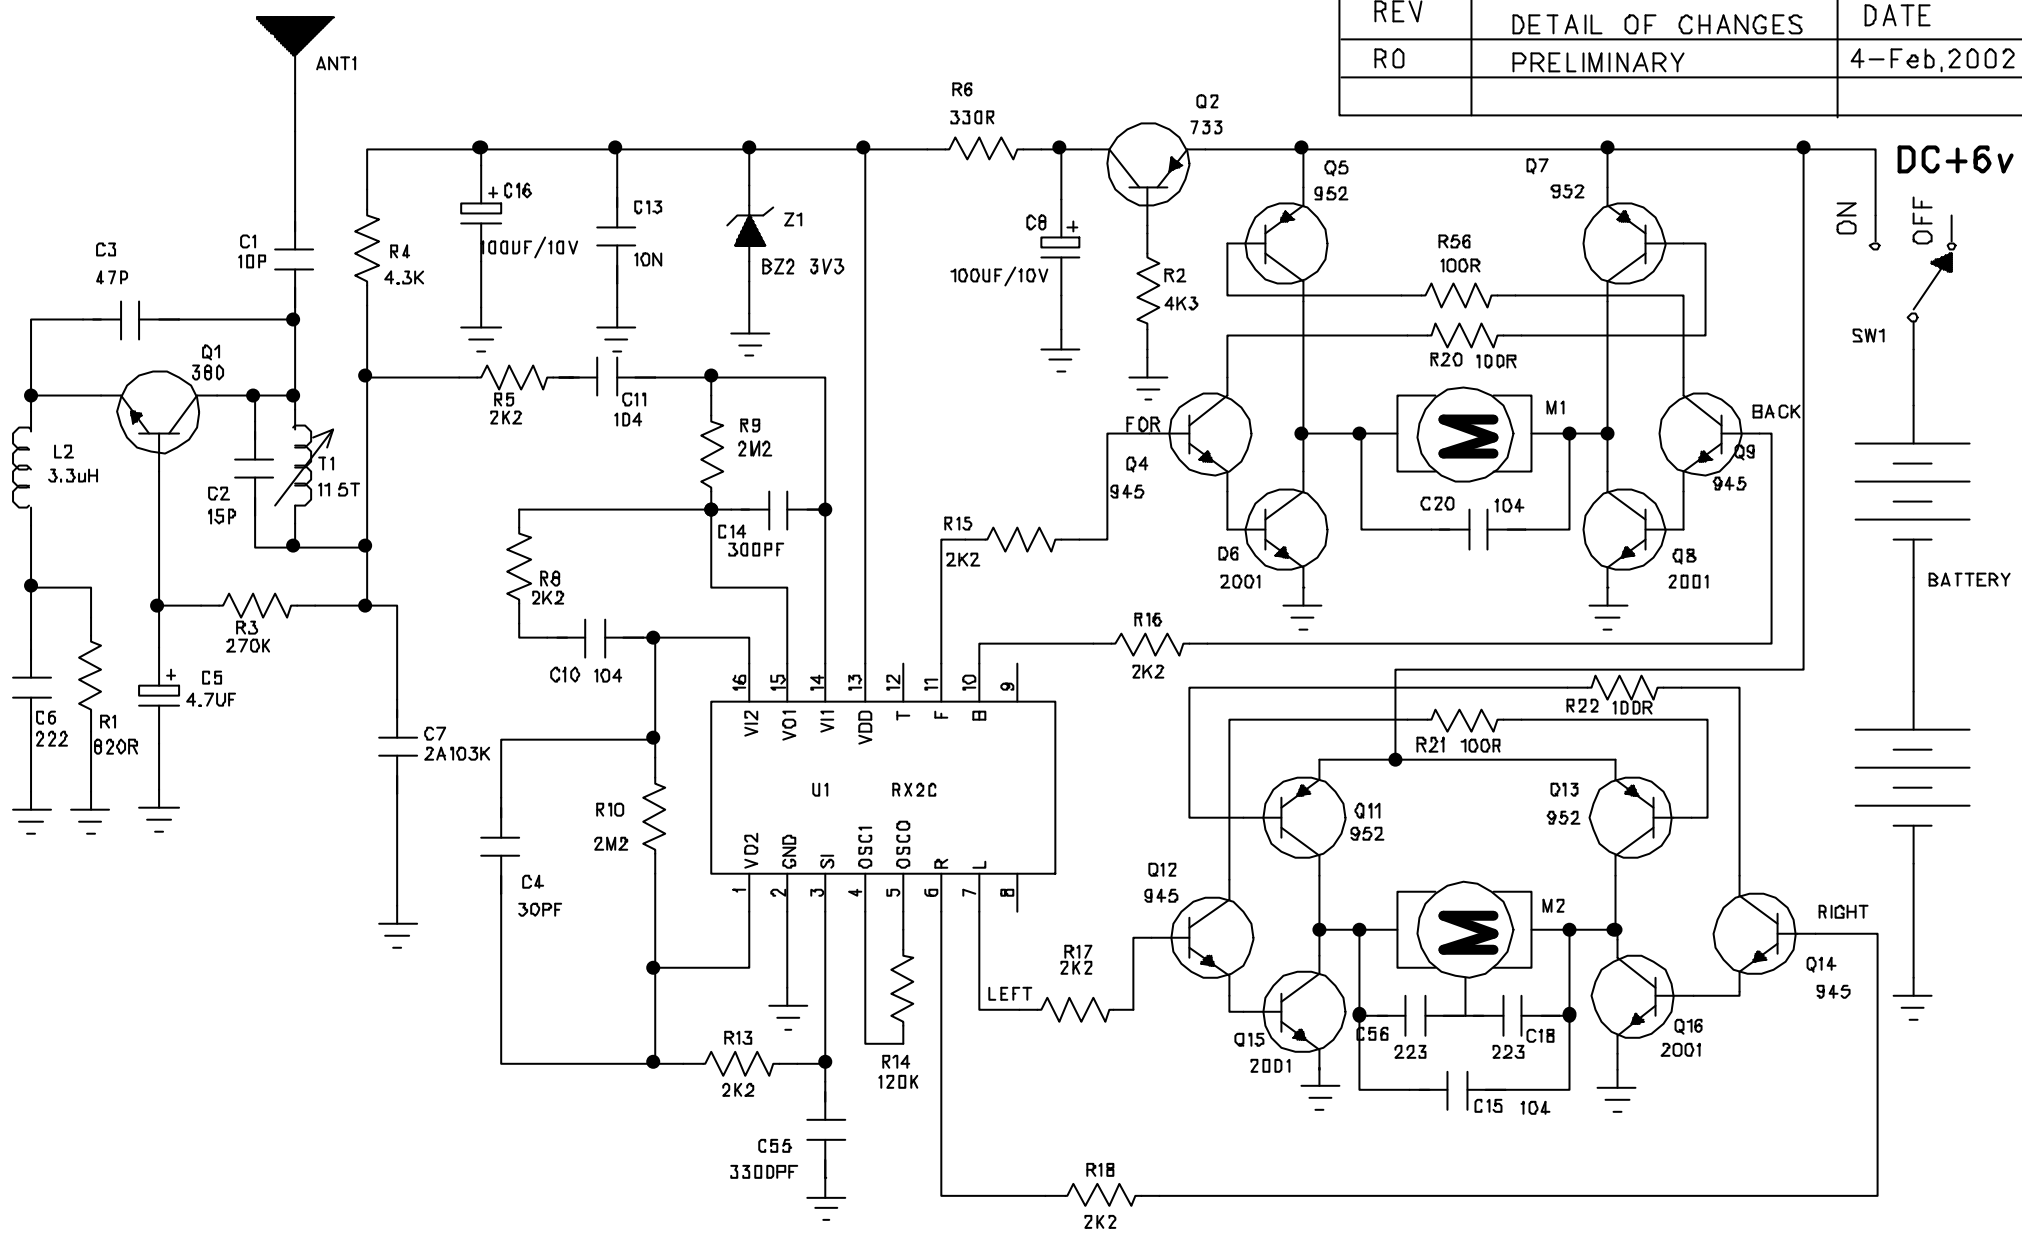 REV DETAIL OF CHANGES DATE
R0 PRELIMINARY 4-Feb,2002
ANT1
DC+6v
ON
OFF
SW1
BATTERY
C3
47P
C1
10P
R4
4.3K
+ C16
100UF/10V
C13
10N
Z1
BZ2 3V3
R6
330R
C8
+
100UF/10V
Q2
733
R2
4K3
Q5
952
Q7
952
R56
100R
R20 100R
Q1
380
L2
3.3uH
C2
15P
T1
11 5T
R5
2K2
C11
104
R9
2M2
C14
300PF
FOR
Q4
945
M
M1
BACK
Q9
945
C20 104
Q6
2001
Q8
2001
R15
2K2
R8
2K2
C10 104
R16
2K2
R3
270K
C5
+
4.7UF
C6
222
R1
820R
C7
2A103K
16 15 14 13 12 11 10 9
VI2 VO1 VI1 VDD T F B
U1 RX2C
VO2 GND SI OSC1 OSCO R L
1 2 3 4 5 6 7 8
R10
2M2
C4
30PF
R13
2K2
C55
3300PF
R14
120K
R22 100R
R21 100R
Q11
952
Q13
952
Q12
945
M
M2
RIGHT
Q14
945
R17
2K2
LEFT
Q15
2001
C56
223
C18
223
Q16
2001
C15 104
R18
2K2